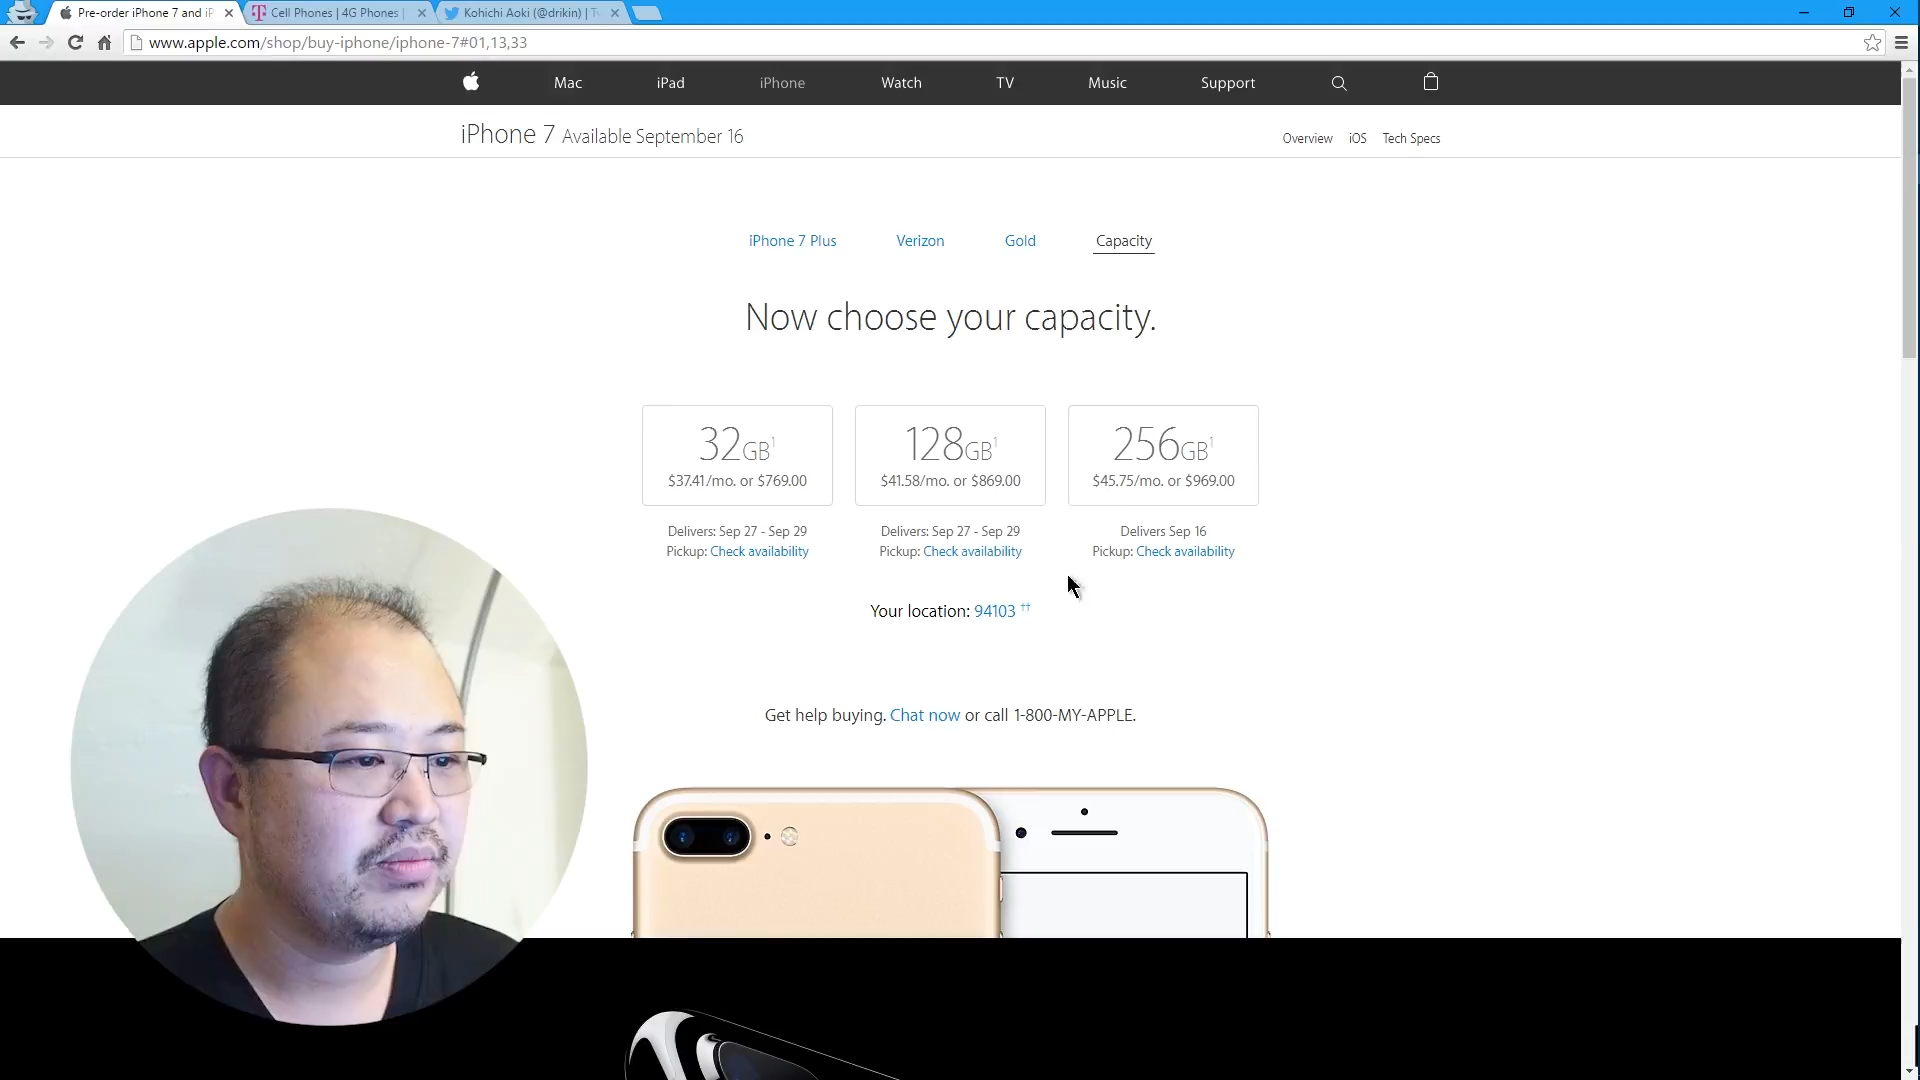 Pre-order iPhone 7 and iP
Cell Phones | 4G Phones |
Kohichi Aoki (@drikin) | Tw
www.apple.com/shop/buy-iphone/iphone-7#01,13,33
Mac iPad iPhone Watch TV Music Support
iPhone 7 Available September 16
Overview iOS Tech Specs
iPhone 7 Plus Verizon Gold Capacity
Now choose your capacity.
32GB¹ 128GB¹ 256GB¹
$37.41/mo. or $769.00 $41.58/mo. or $869.00 $45.75/mo. or $969.00
Delivers: Sep 27 - Sep 29 Delivers: Sep 27 - Sep 29 Delivers Sep 16
Pickup: Check availability Pickup: Check availability Pickup: Check availability
Your location: 94103 ††
Get help buying. Chat now or call 1-800-MY-APPLE.